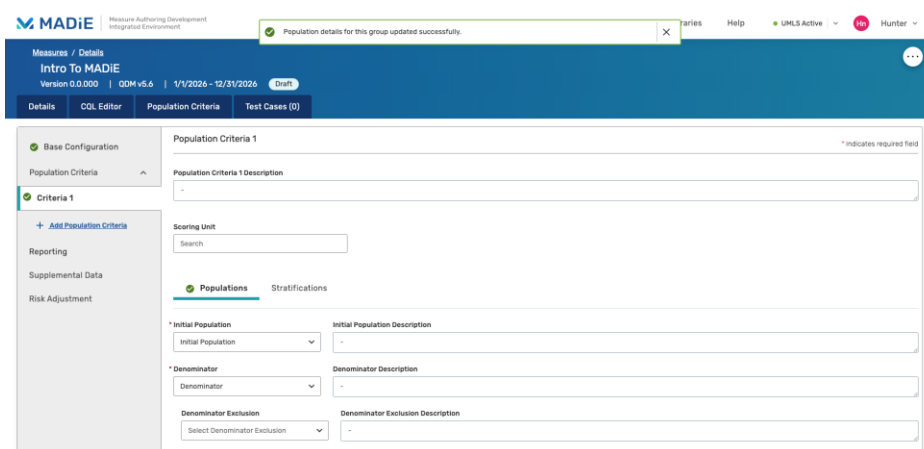 MADiE Measure Authoring Development
Integrated Environment
Population details for this group updated successfully.
raries Help UMLS Active Hn Hunter
Measures / Details
Intro To MADiE
Version 0.0.000 | QDM v5.6 | 1/1/2026 - 12/31/2026 Draft
Details CQL Editor Population Criteria Test Cases (0)
Base Configuration
Population Criteria
Criteria 1
+ Add Population Criteria
Reporting
Supplemental Data
Risk Adjustment
Population Criteria 1
* Indicates required field
Population Criteria 1 Description
-
Scoring Unit
Search
Populations Stratifications
* Initial Population Initial Population Description
Initial Population -
* Denominator Denominator Description
Denominator -
Denominator Exclusion Denominator Exclusion Description
Select Denominator Exclusion -